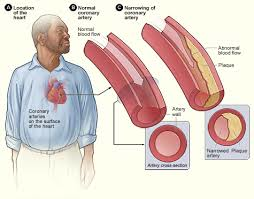 A Location of the heart
B Normal coronary artery
C Narrowing of coronary artery
Normal blood flow
Abnormal blood flow
Plaque
Artery wall
Coronary arteries on the surface of the heart
Artery cross-section
Narrowed artery
Plaque